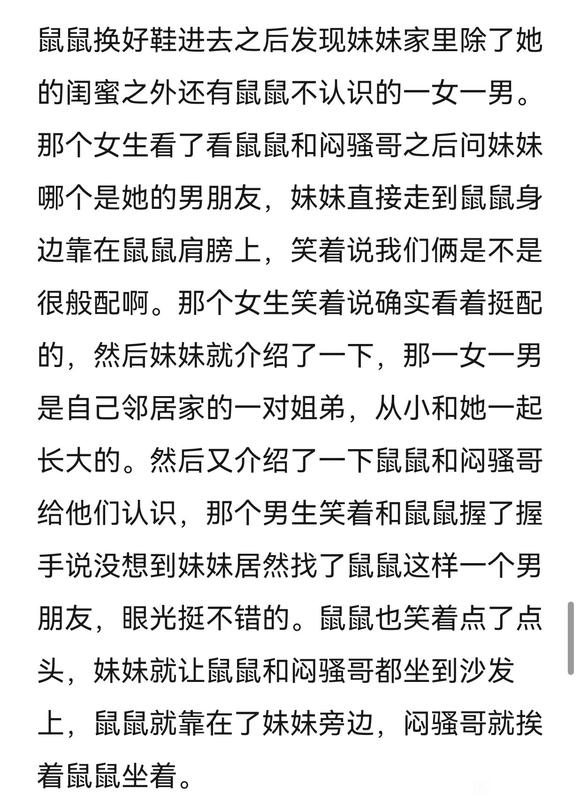 鼠鼠换好鞋进去之后发现妹妹家里除了她
的闺蜜之外还有鼠鼠不认识的一女一男。
那个女生看了看鼠鼠和闷骚哥之后问妹妹
哪个是她的男朋友，妹妹直接走到鼠鼠身
边靠在鼠鼠肩膀上，笑着说我们俩是不是
很般配啊。那个女生笑着说确实看着挺配
的，然后妹妹就介绍了一下，那一女一男
是自己邻居家的一对姐弟，从小和她一起
长大的。然后又介绍了一下鼠鼠和闷骚哥
给他们认识，那个男生笑着和鼠鼠握了握
手说没想到妹妹居然找了鼠鼠这样一个男
朋友，眼光挺不错的。鼠鼠也笑着点了点
头，妹妹就让鼠鼠和闷骚哥都坐到沙发
上，鼠鼠就靠在了妹妹旁边，闷骚哥就挨
着鼠鼠坐着。